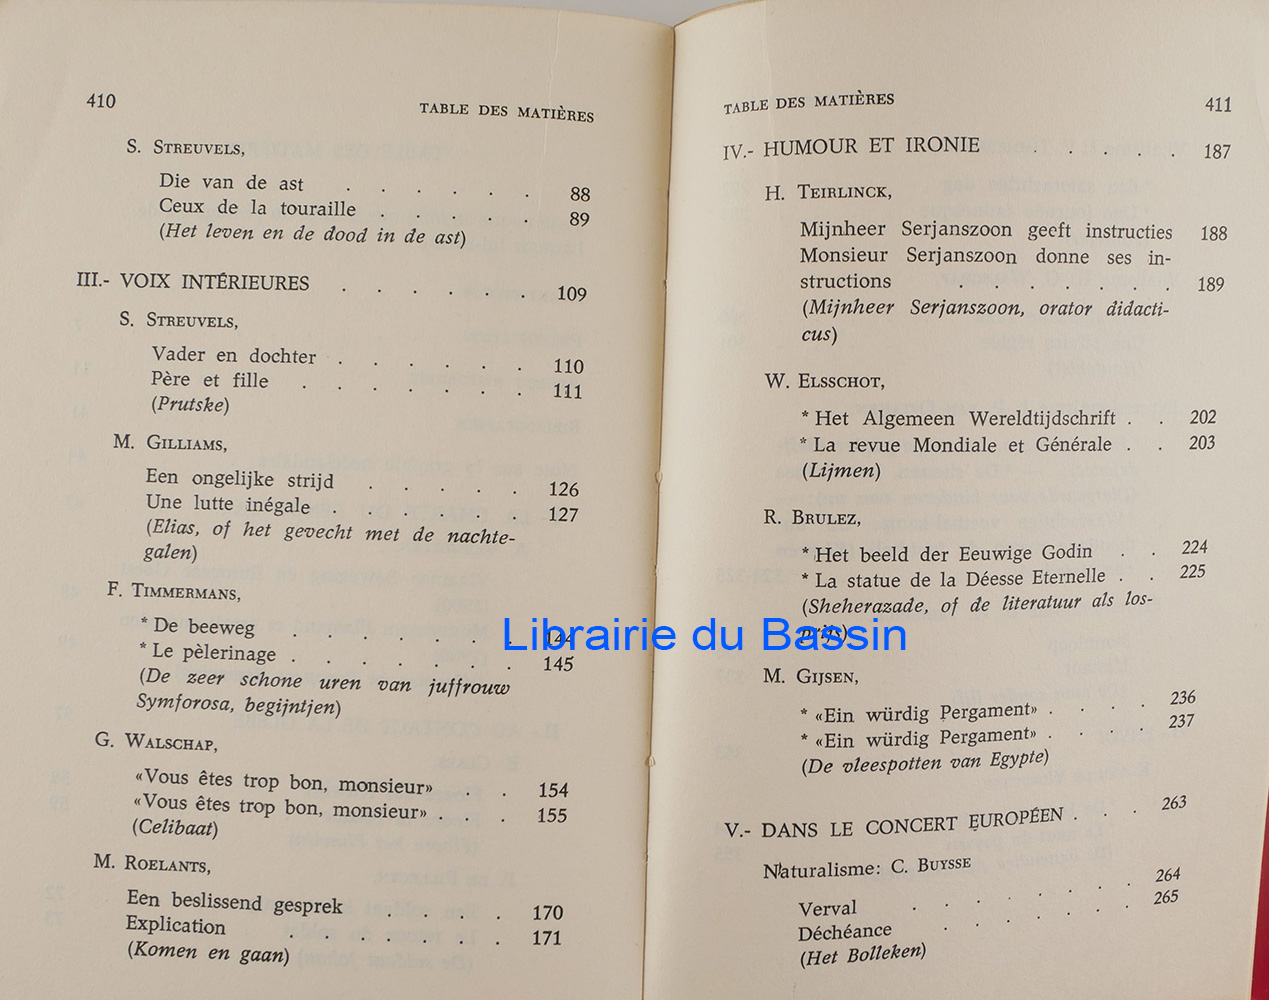 410
TABLE DES MATIÈRES
S. STREUVELS,
Die van de ast . . . . . . 88
Ceux de la touraille . . . . . 89
(Het leven en de dood in de ast)
III.- VOIX INTÉRIEURES . . . . . . 109
S. STREUVELS,
Vader en dochter . . . . . . 110
Père et fille . . . . . . . 111
(Prutske)
M. GILLIAMS,
Een ongelijke strijd . . . . . 126
Une lutte inégale . . . . . . 127
(Elias, of het gevecht met de nachte-
galen)
F. TIMMERMANS,
* De beeweg . . . . . . . 144
* Le pèlerinage . . . . . . . 145
(De zeer schone uren van juffrouw
Symforosa, begijntjen)
G. WALSCHAP,
«Vous êtes trop bon, monsieur» . . 154
«Vous êtes trop bon, monsieur» . . . 155
(Celibaat)
M. ROELANTS,
Een beslissend gesprek . . . . 170
Explication . . . . . . . 171
(Komen en gaan)
TABLE DES MATIÈRES
411
IV.- HUMOUR ET IRONIE . . . . 187
H. TEIRLINCK,
Mijnheer Serjanszoon geeft instructies 188
Monsieur Serjanszoon donne ses in-
structions . . . . . . . 189
(Mijnheer Serjanszoon, orator didacti-
cus)
W. ELSSCHOT,
* Het Algemeen Wereldtijdschrift . . 202
* La revue Mondiale et Générale . . 203
(Lijmen)
R. BRULEZ,
* Het beeld der Eeuwige Godin . . 224
* La statue de la Déesse Eternelle . . 225
(Sheherazade, of de literatuur als los-
prijs)
Librairie du Bassin
M. GIJSEN,
* «Ein würdig Pergament» . . . . 236
* «Ein würdig Pergament» . . . . 237
(De vleespotten van Egypte)
V.- DANS LE CONCERT EUROPÉEN . . . 263
Naturalisme: C. BUYSSE
Verval . . . . . . . 264
Déchéance . . . . . . . 265
(Het Bolleken)